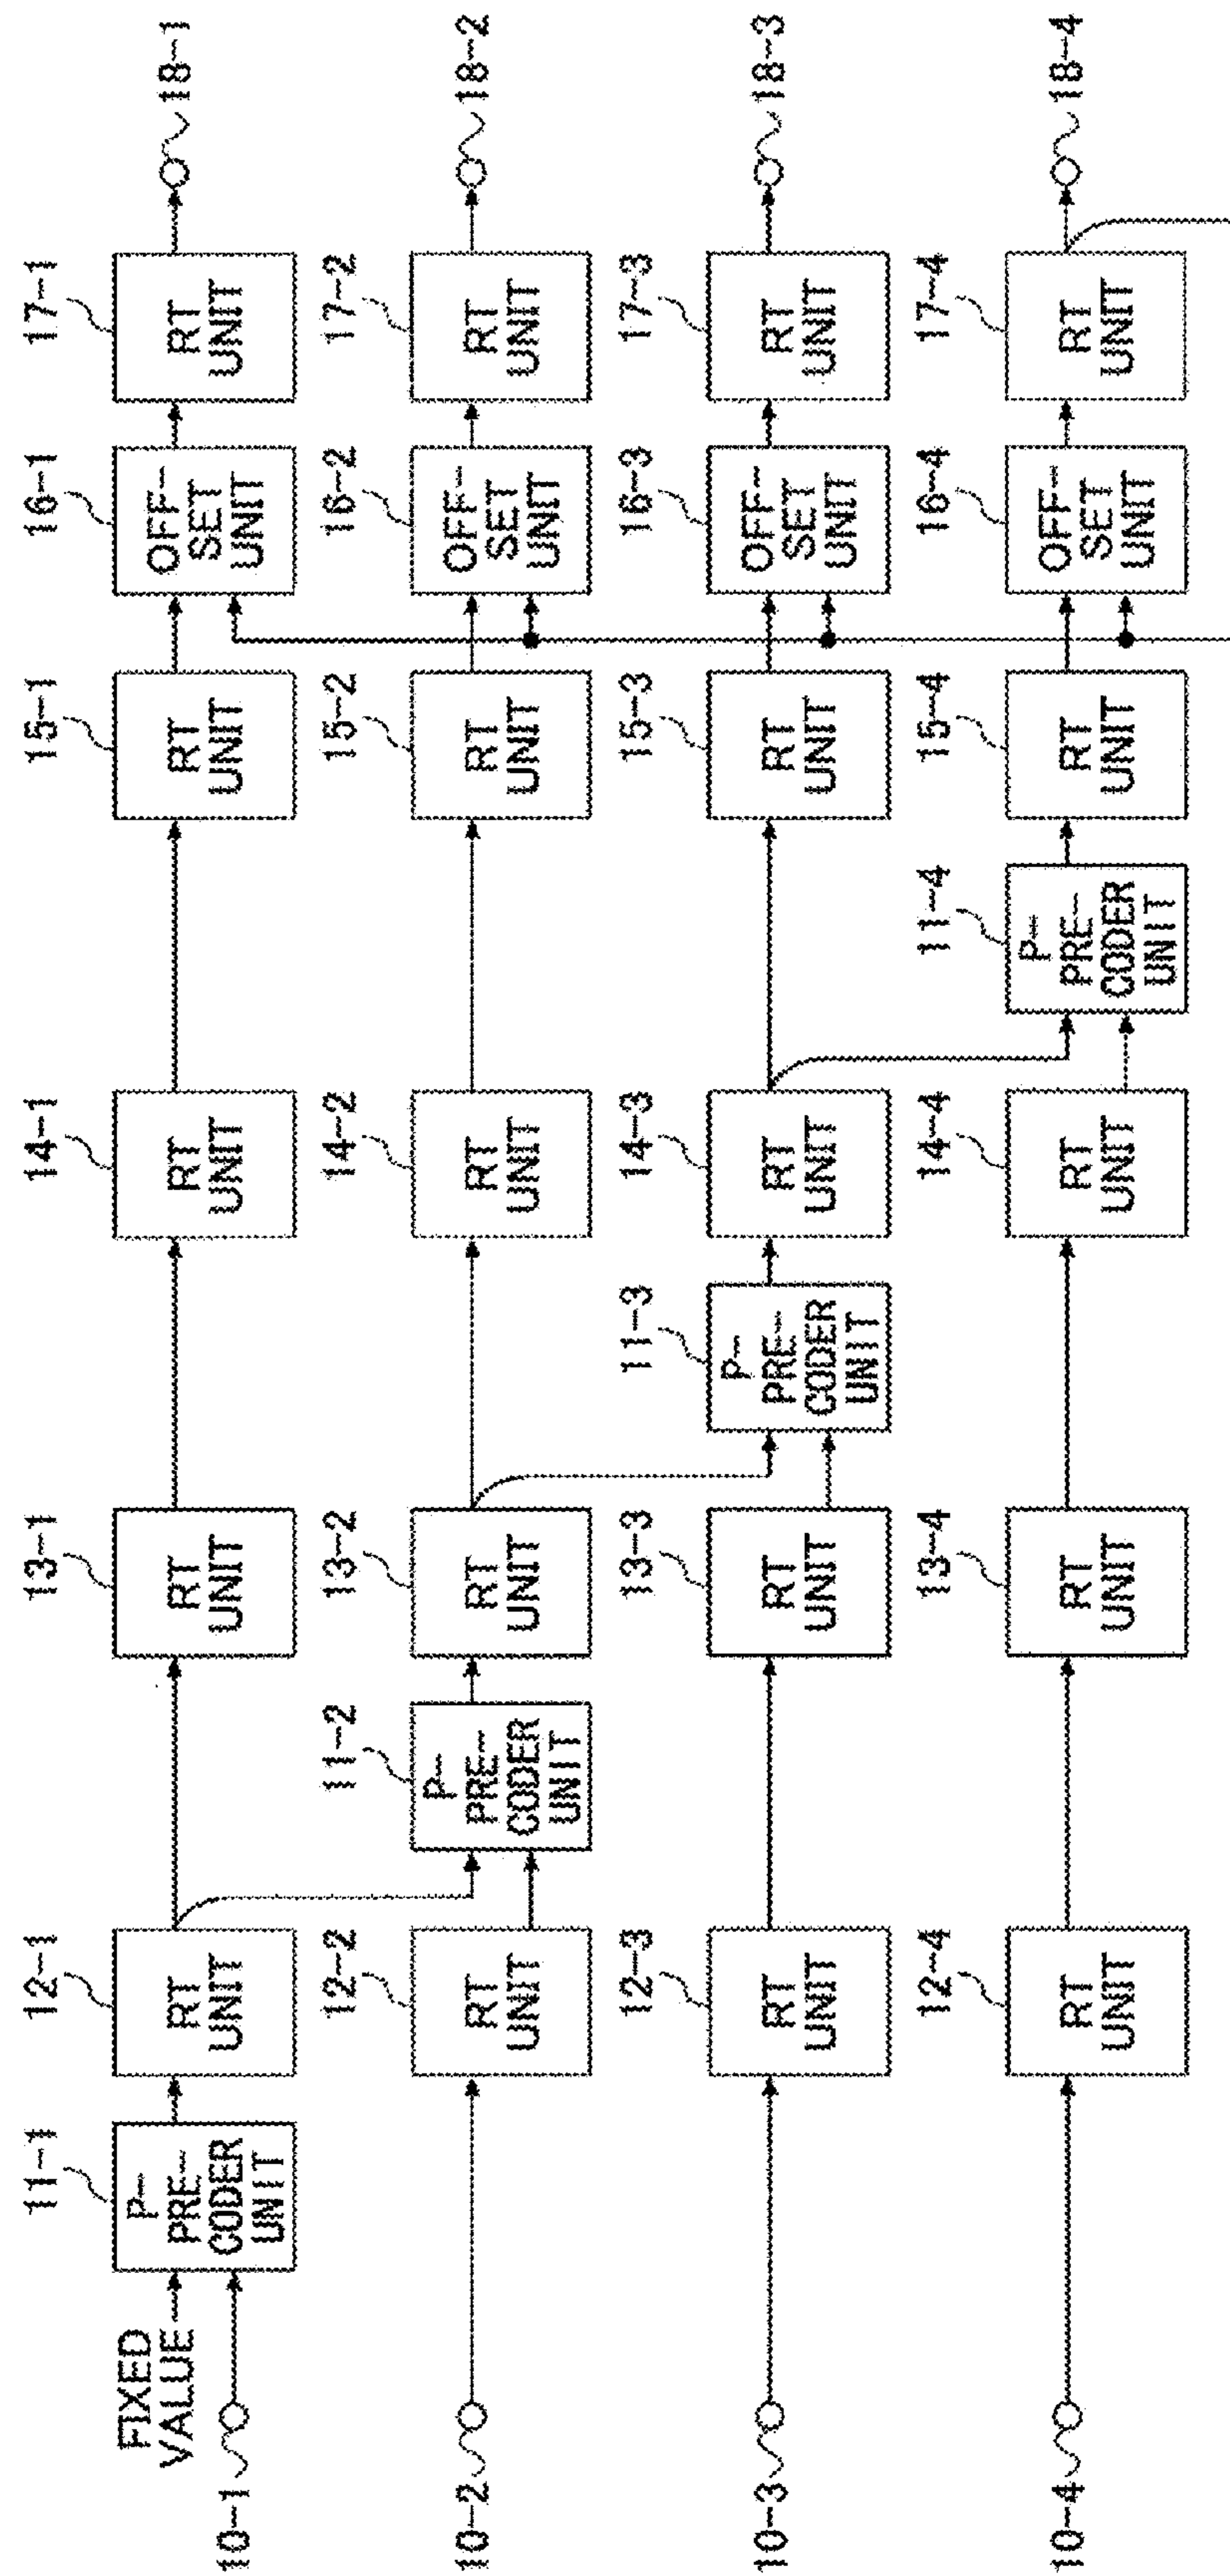 11-1
12-1
13-1
14-1
15-1
16-1
17-1
FIXED
VALUE
P-
PRE-
CODER
UNIT
RT
UNIT
RT
UNIT
RT
UNIT
RT
UNIT
OFF-
SET
UNIT
RT
UNIT
18-1
10-1
12-2
11-2
13-2
14-2
15-2
16-2
17-2
10-2
RT
UNIT
P-
PRE-
CODER
UNIT
RT
UNIT
RT
UNIT
RT
UNIT
OFF-
SET
UNIT
RT
UNIT
18-2
12-3
13-3
11-3
14-3
15-3
16-3
17-3
10-3
RT
UNIT
RT
UNIT
P-
PRE-
CODER
UNIT
RT
UNIT
RT
UNIT
OFF-
SET
UNIT
RT
UNIT
18-3
12-4
13-4
14-4
11-4
15-4
16-4
17-4
10-4
RT
UNIT
RT
UNIT
RT
UNIT
P-
PRE-
CODER
UNIT
RT
UNIT
OFF-
SET
UNIT
RT
UNIT
18-4